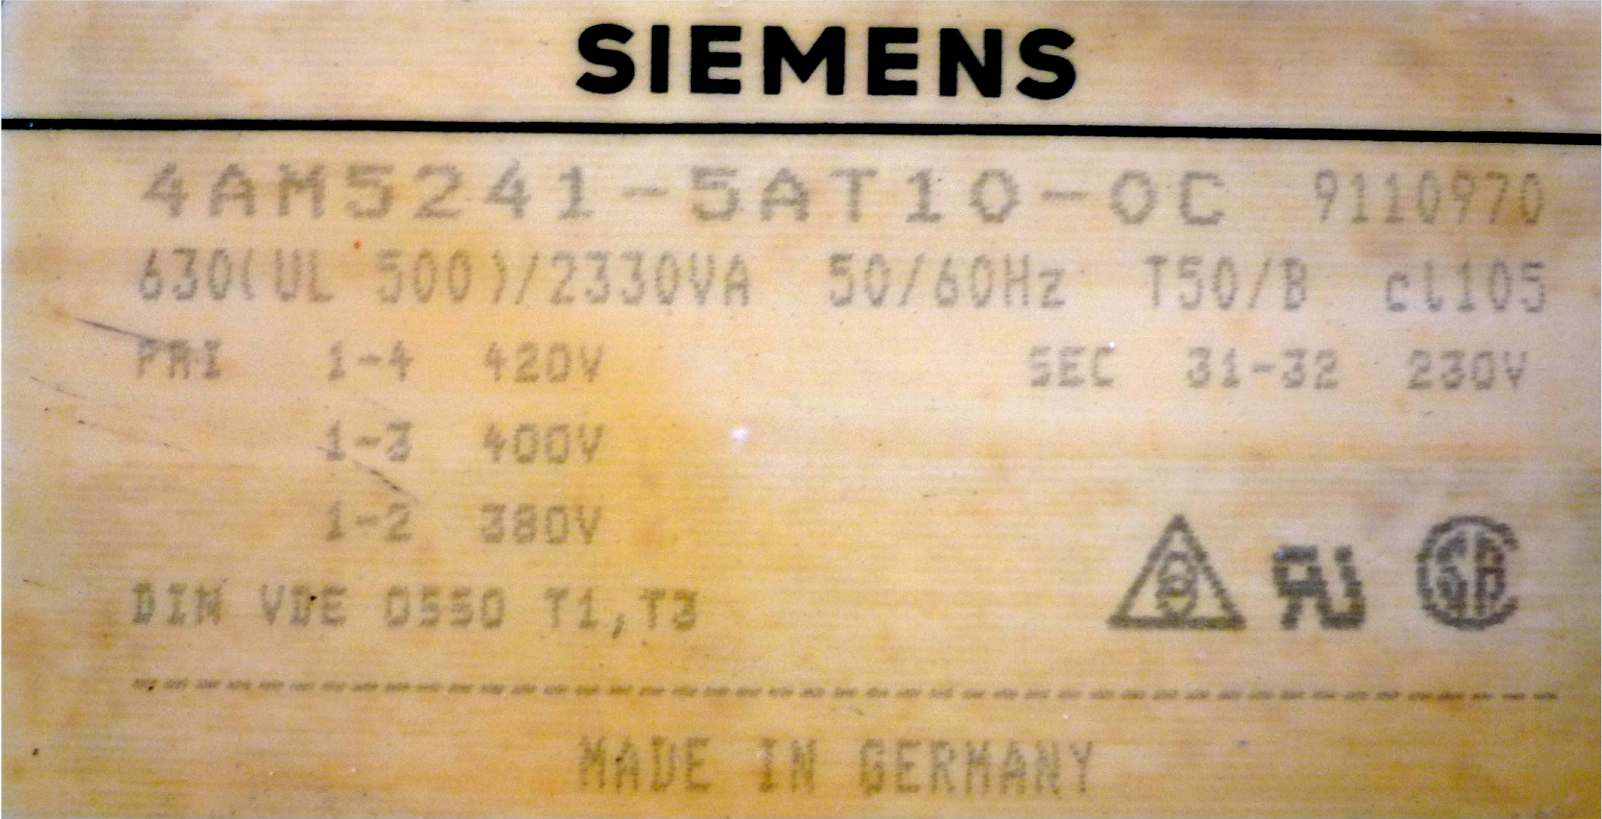 SIEMENS
4AM5241-5AT10-0C 9110970
630(UL 500)/2330VA 50/60Hz T50/B cl105
PRI 1-4 420V SEC 31-32 230V
1-3 400V
1-2 380V
DIN VDE 0550 T1,T3
MADE IN GERMANY